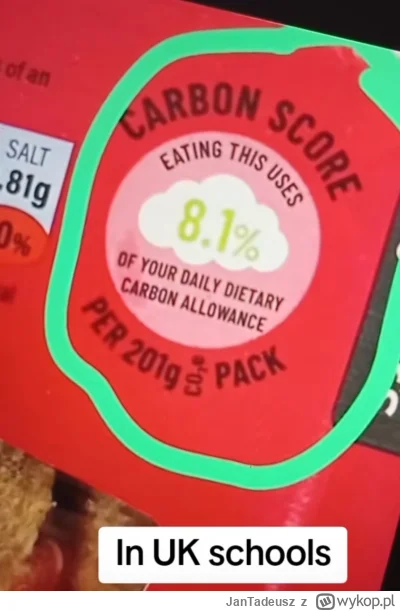 of an
SALT
.81g
0%
CARBON SCORE
EATING THIS USES
8.1%
OF YOUR DAILY DIETARY
CARBON ALLOWANCE
PER 201g CO₂e PACK
In UK schools
JanTadeusz z wykop.pl